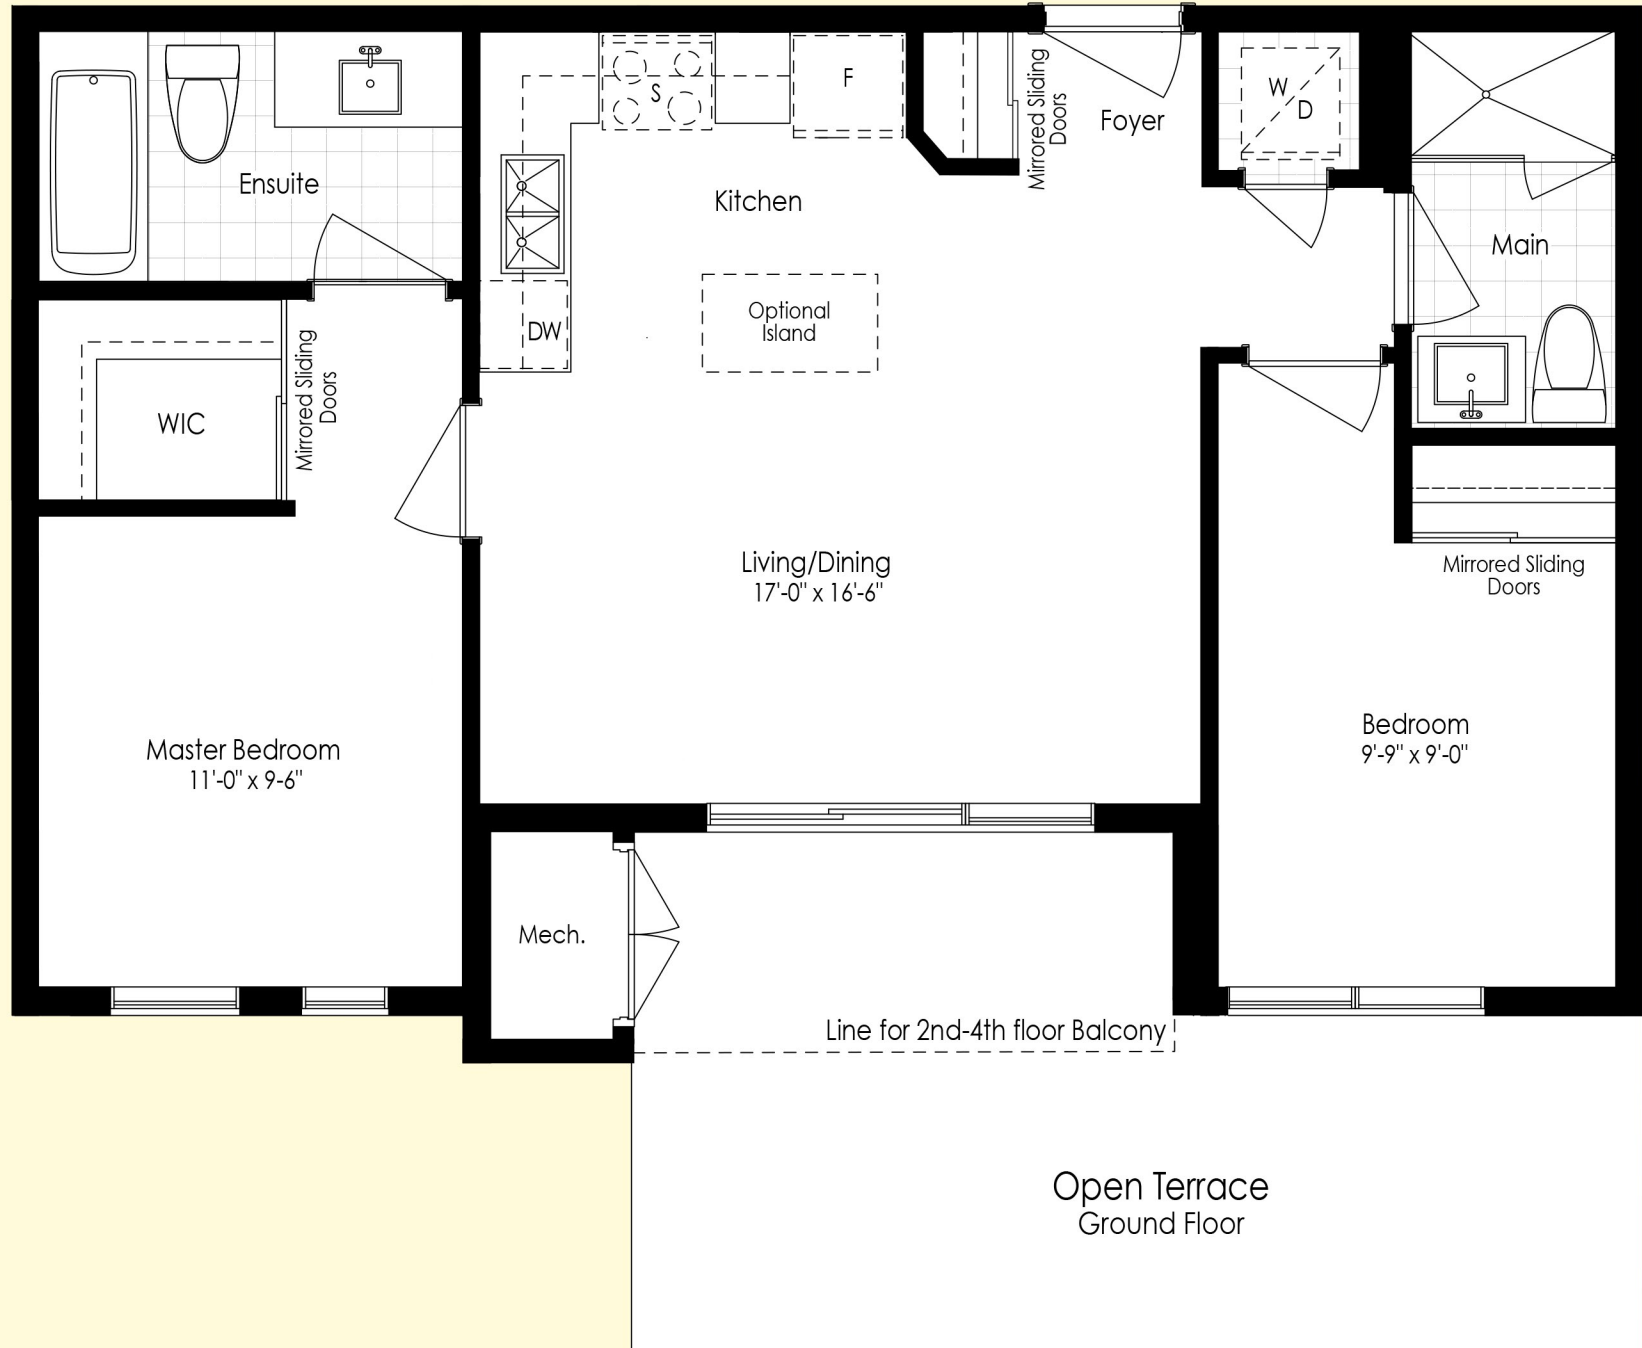 Ensuite
S
F
Kitchen
Mirrored Sliding
Doors
Foyer
W
D
Main
Optional
Island
DW
WIC
Mirrored Sliding
Doors
Living/Dining
17'-0" x 16'-6"
Mirrored Sliding
Doors
Master Bedroom
11'-0" x 9-6"
Bedroom
9'-9" x 9'-0"
Mech.
Line for 2nd-4th floor Balcony
Open Terrace
Ground Floor